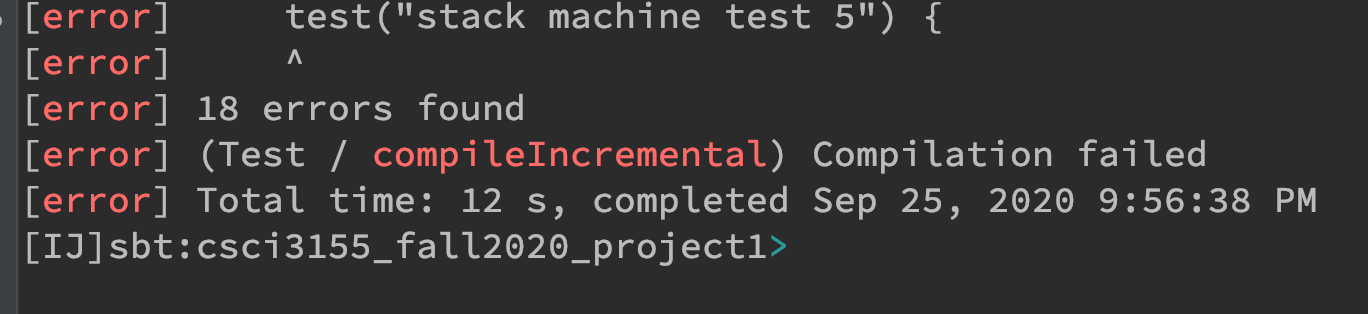 [error]     test("stack machine test 5") {
[error]     ^
[error] 18 errors found
[error] (Test / compileIncremental) Compilation failed
[error] Total time: 12 s, completed Sep 25, 2020 9:56:38 PM
[IJ]sbt:csci3155_fall2020_project1>